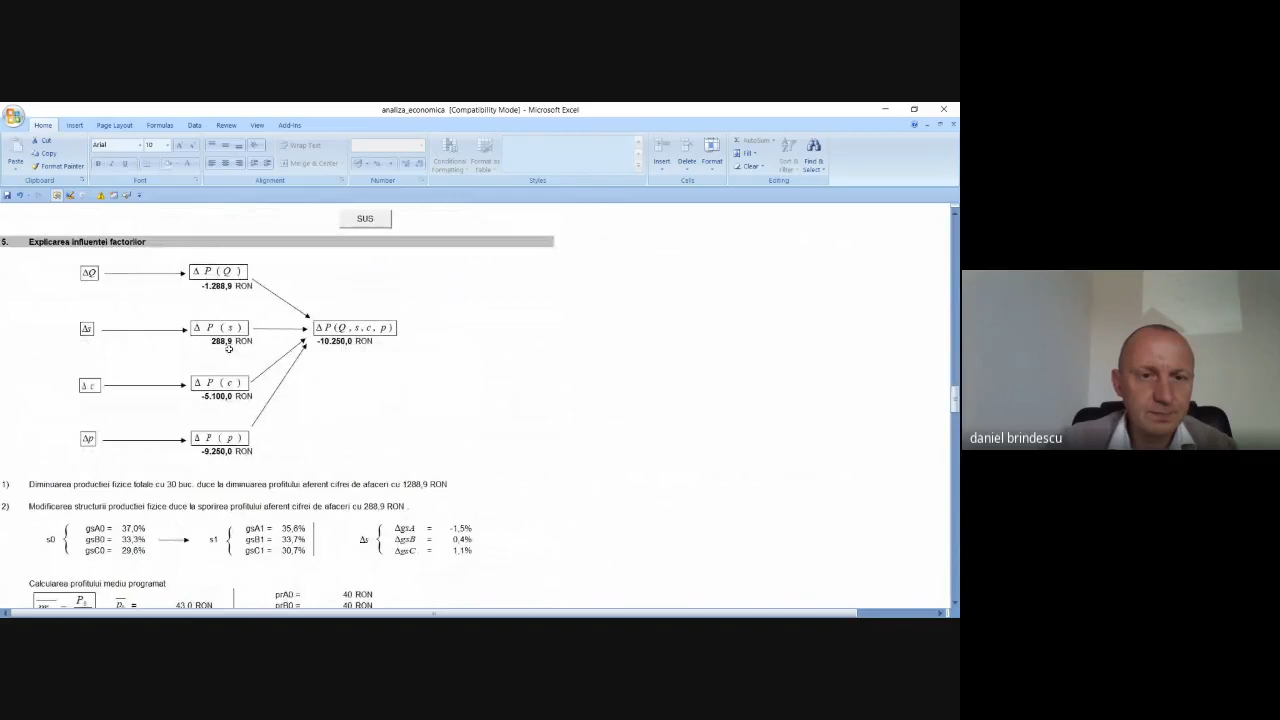 analiza_economica [Compatibility Mode] - Microsoft Excel
Home Insert Page Layout Formulas Data Review View Add-Ins
Paste
Cut
Copy
Format Painter
Clipboard
Arial 10
Font
Wrap Text
Merge & Center
Alignment
Number
Conditional Formatting
Format as Table
Styles
Insert Delete Format
Cells
AutoSum
Fill
Clear
Sort & Filter
Find & Select
Editing
SUS
5. Explicarea influentei factorilor
ΔQ Δ P ( Q )
-1.288,9 RON
Δs Δ P ( s ) Δ P( Q , s, c, p )
288,9 RON -10.250,0 RON
Δ c Δ P ( c )
-5.100,0 RON
Δp Δ P ( p )
-9.250,0 RON
1) Diminuarea productiei fizice totale cu 30 buc. duce la diminuarea profitului aferent cifrei de afaceri cu 1288,9 RON
2) Modificarea structurii productiei fizice duce la sporirea profitului aferent cifrei de afaceri cu 288,9 RON .
gsA0 = 37,0% gsA1 = 35,6% ΔgsA = -1,5%
s0 gsB0 = 33,3% s1 gsB1 = 33,7% Δs ΔgsB = 0,4%
gsC0 = 29,6% gsC1 = 30,7% ΔgsC = 1,1%
Calcularea profitului mediu programat
prA0 = 40 RON
43,0 RON prB0 = 40 RON
daniel brindescu